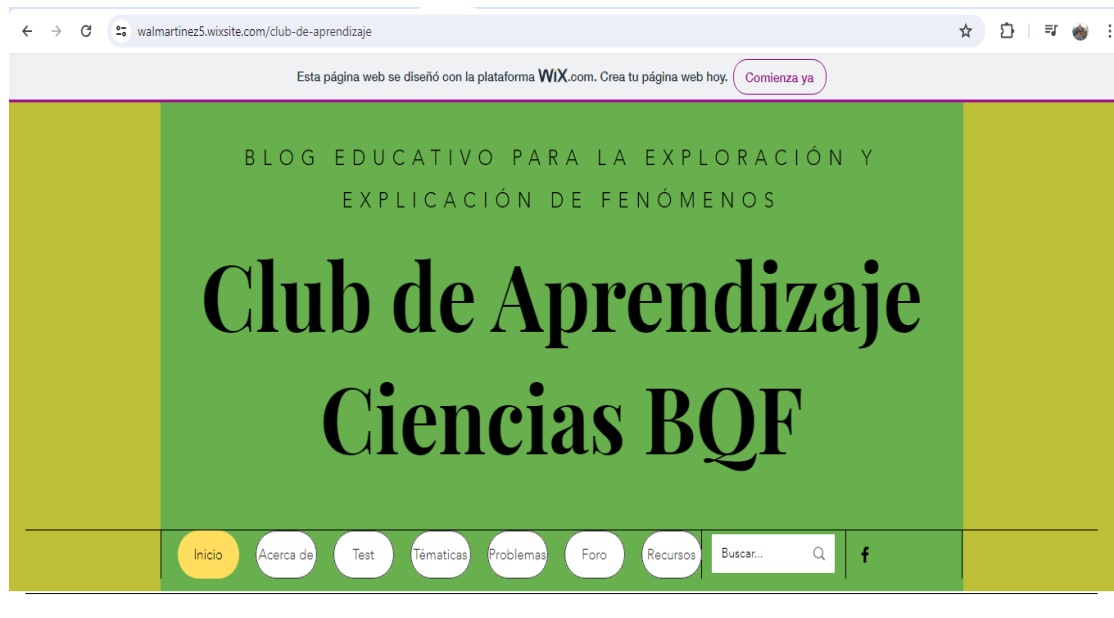 walmartinez5.wixsite.com/club-de-aprendizaje
Esta página web se diseñó con la plataforma WiX.com. Crea tu página web hoy. Comienza ya
BLOG EDUCATIVO PARA LA EXPLORACIÓN Y
EXPLICACIÓN DE FENÓMENOS
Club de Aprendizaje
Ciencias BQF
Inicio Acerca de Test Tématicas Problemas Foro Recursos Buscar... f